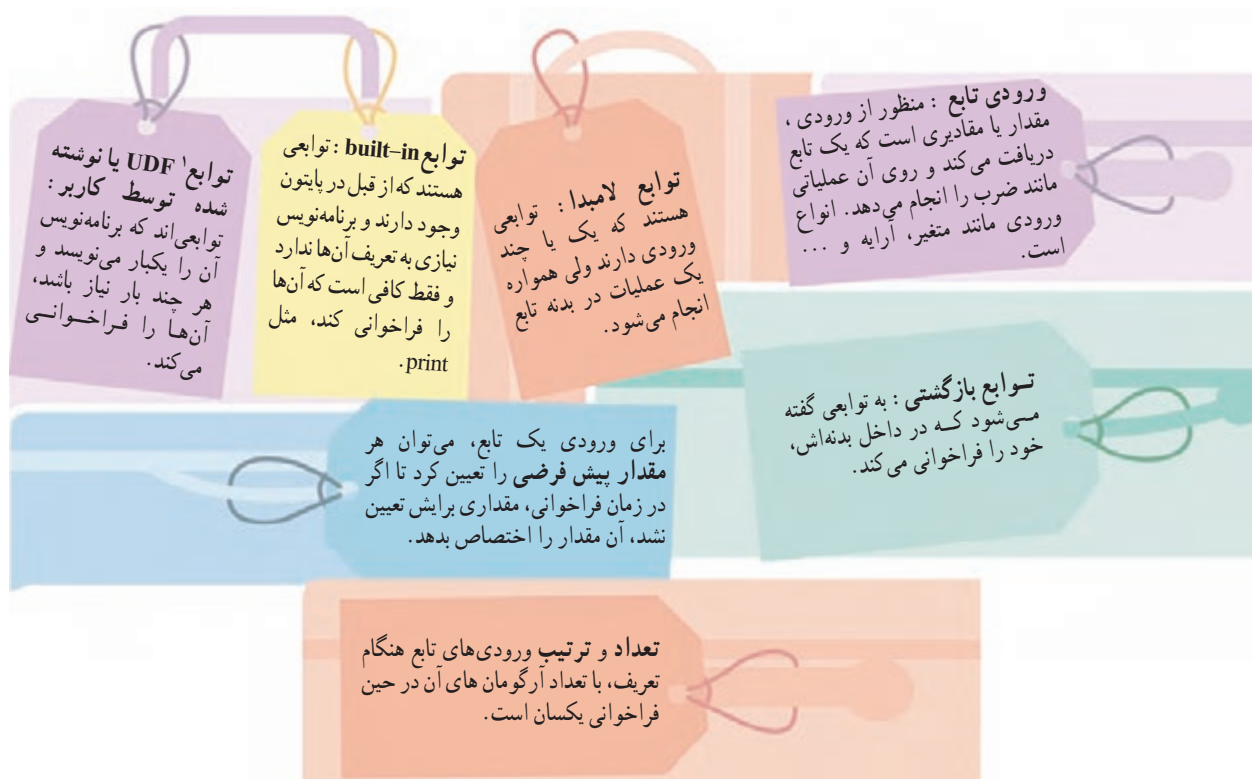 ورودی تابع : منظور از ورودی ،
مقدار یا مقادیری است که یک تابع
دریافت می‌کند و روی آن عملیاتی
مانند ضرب را انجام می‌دهد. انواع
ورودی مانند متغیر، آرایه و ...
است.
توابع لامبدا : توابعی
هستند که یک یا چند
ورودی دارند ولی همواره
یک عملیات در بدنه تابع
انجام می‌شود.
توابع built-in : توابعی
هستند که از قبل در پایتون
وجود دارند و برنامه‌نویس
نیازی به تعریف آن‌ها ندارد
و فقط کافی است که آن‌ها
را فراخوانی کند، مثل
print.
توابع UDF۱ یا نوشته
شده توسط کاربر :
توابعی‌اند که برنامه‌نویس
آن را یکبار می‌نویسد و
هر چند بار نیاز باشد،
آن‌ها را فراخوانی
می‌کند.
توابع بازگشتی : به توابعی گفته
می‌شود که در داخل بدنه‌اش،
خود را فراخوانی می‌کند.
برای ورودی یک تابع، می‌توان هر
مقدار پیش فرضی را تعیین کرد تا اگر
در زمان فراخوانی، مقداری برایش تعیین
نشد، آن مقدار را اختصاص بدهد.
تعداد و ترتیب ورودی‌های تابع هنگام
تعریف، با تعداد آرگومان های آن در حین
فراخوانی یکسان است.